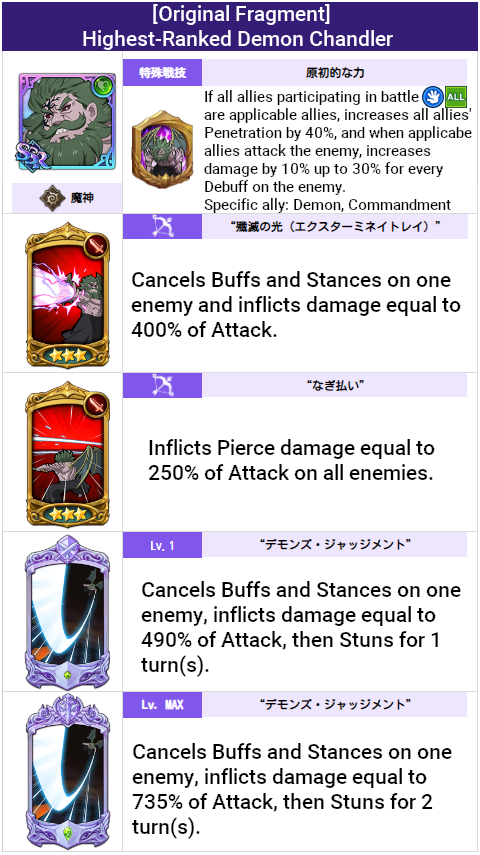 [Original Fragment]
Highest-Ranked Demon Chandler
特殊戦技
原初的な力
If all allies participating in battle ALL
are applicable allies, increases all allies'
Penetration by 40%, and when applicabe
allies attack the enemy, increases
damage by 10% up to 30% for every
Debuff on the enemy.
Specific ally: Demon, Commandment
SSR
魔神
“殲滅の光（エクスターミネイトレイ）”
Cancels Buffs and Stances on one
enemy and inflicts damage equal to
400% of Attack.
“なぎ払い”
Inflicts Pierce damage equal to
250% of Attack on all enemies.
Lv. 1
“デモンズ・ジャッジメント”
Cancels Buffs and Stances on one
enemy, inflicts damage equal to
490% of Attack, then Stuns for 1
turn(s).
Lv. MAX
“デモンズ・ジャッジメント”
Cancels Buffs and Stances on one
enemy, inflicts damage equal to
735% of Attack, then Stuns for 2
turn(s).